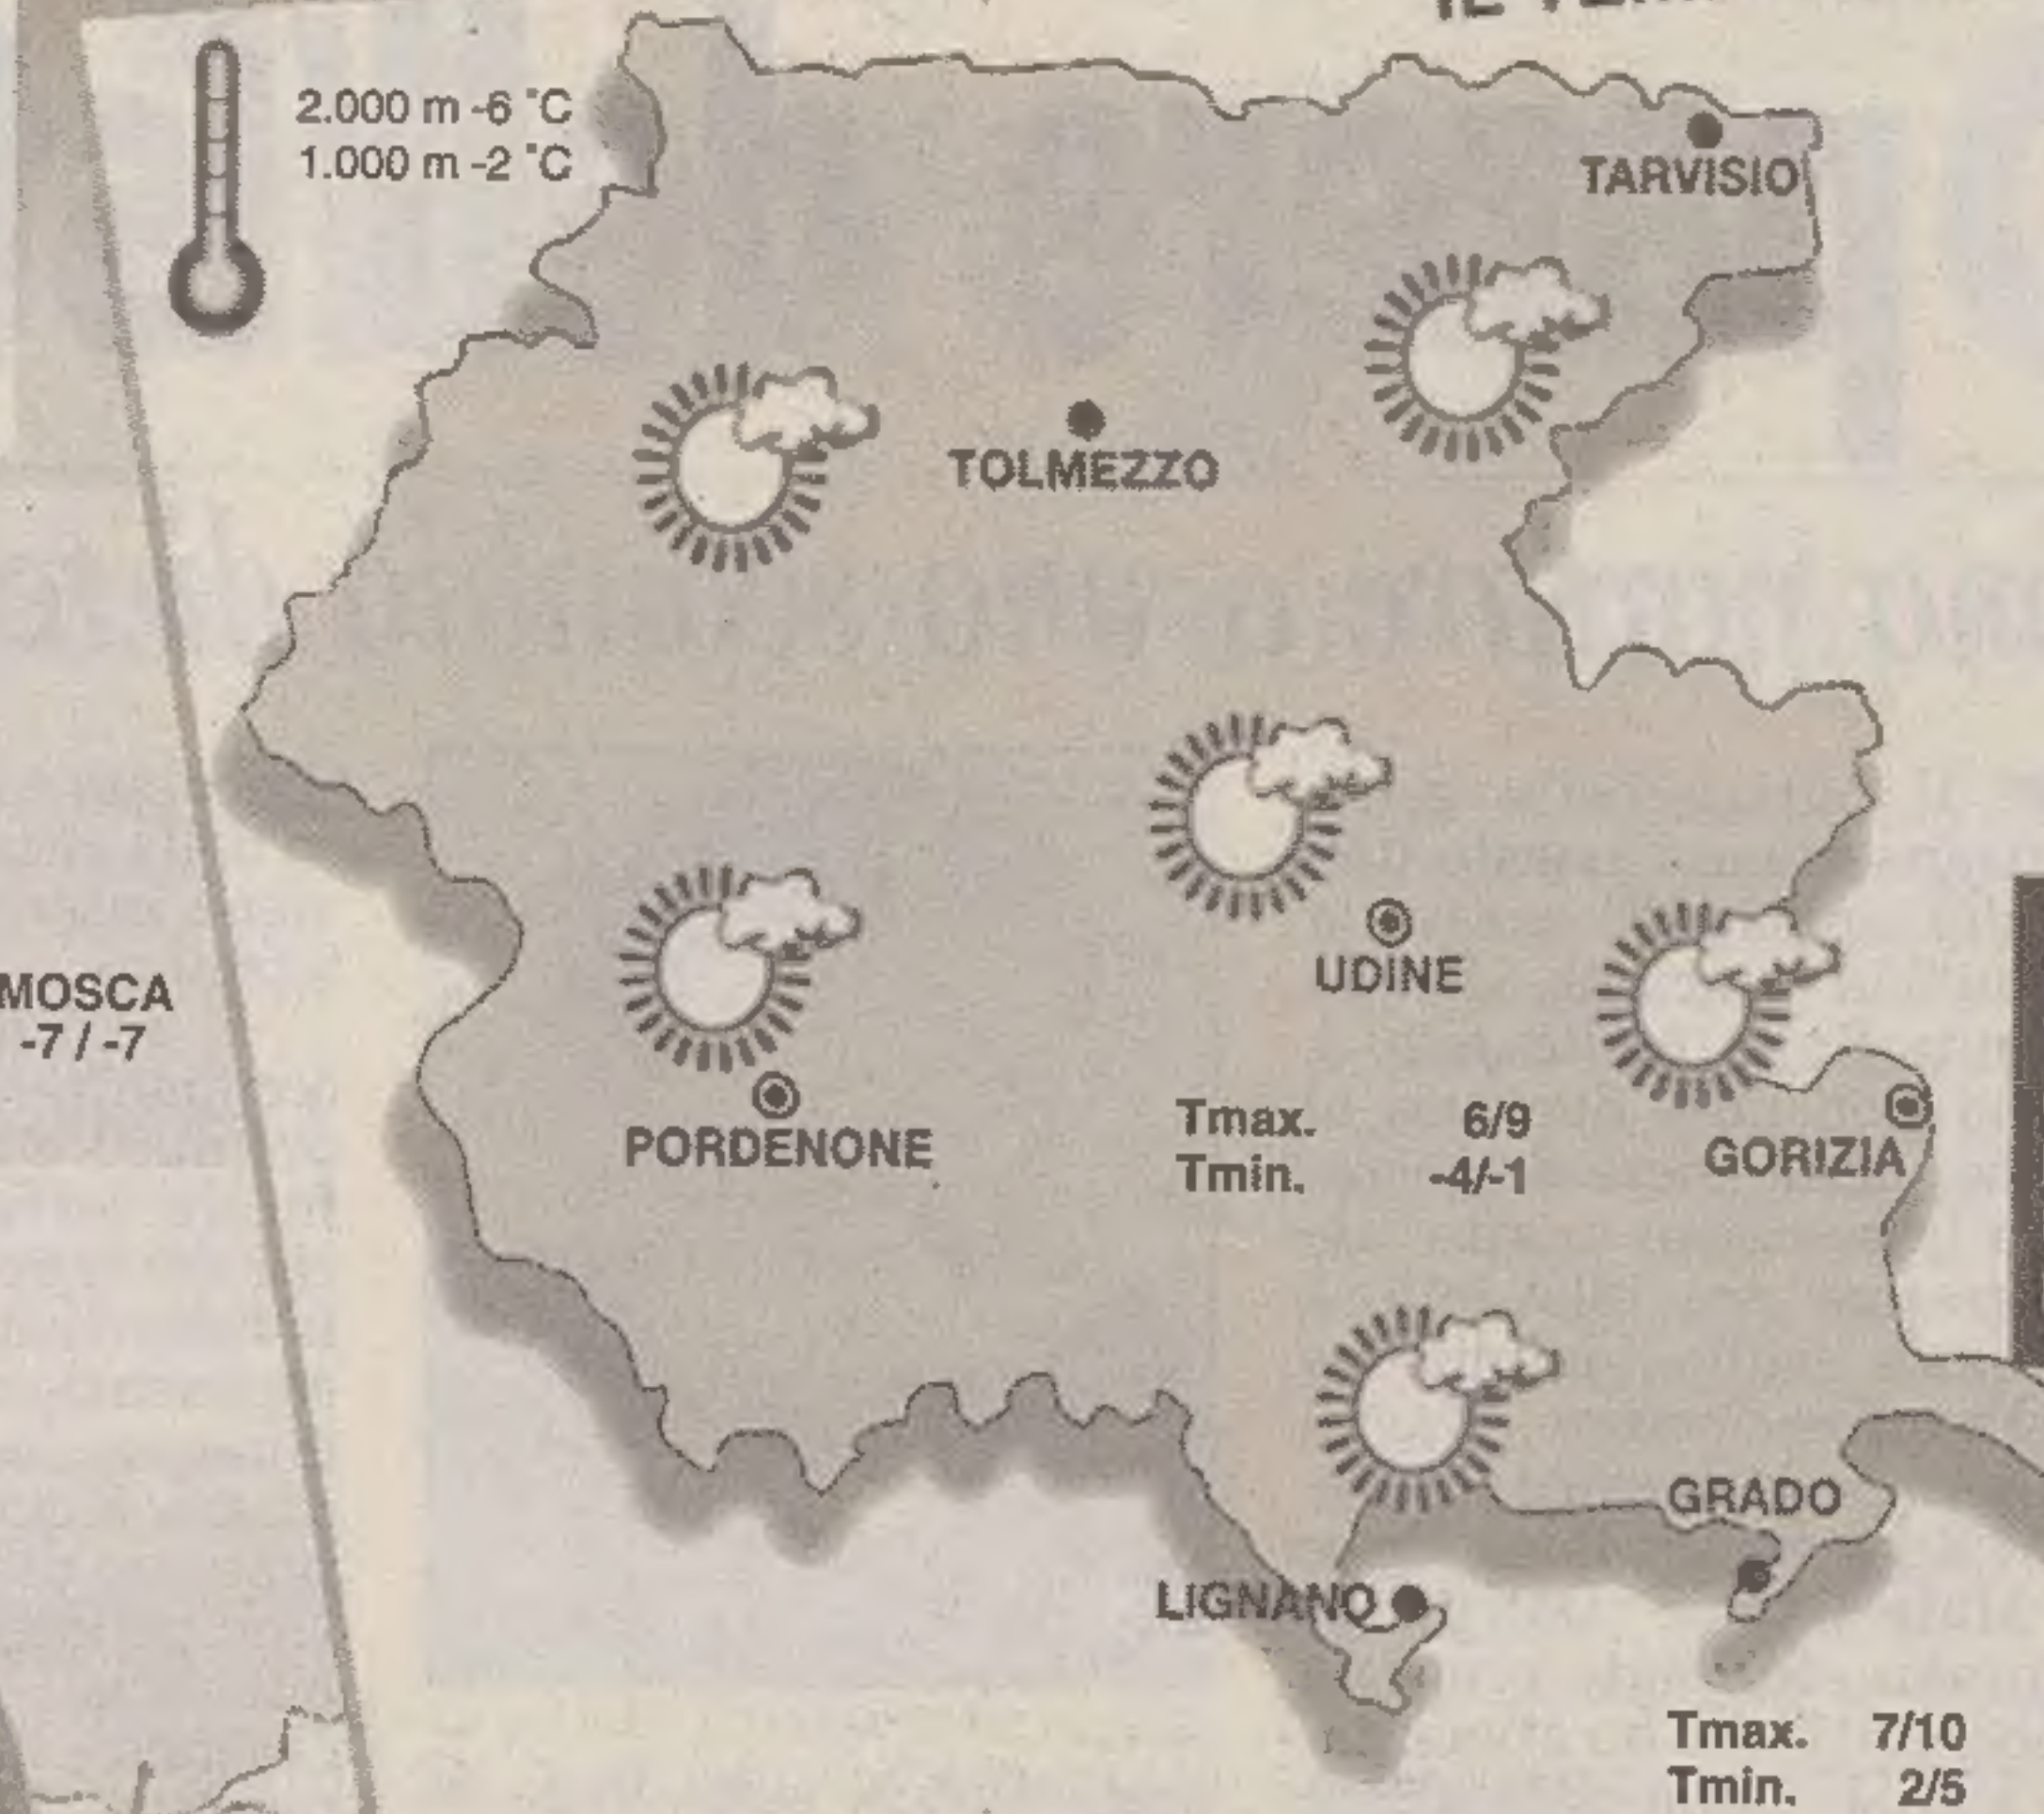 2.000 m -6 °C
1.000 m -2 °C
TARVISIO
TOLMEZZO
UDINE
MOSCA
-7 / -7
PORDENONE
Tmax. 6/9
Tmin. -4/-1
GORIZIA
GRADO
LIGNANO
Tmax. 7/10
Tmin. 2/5